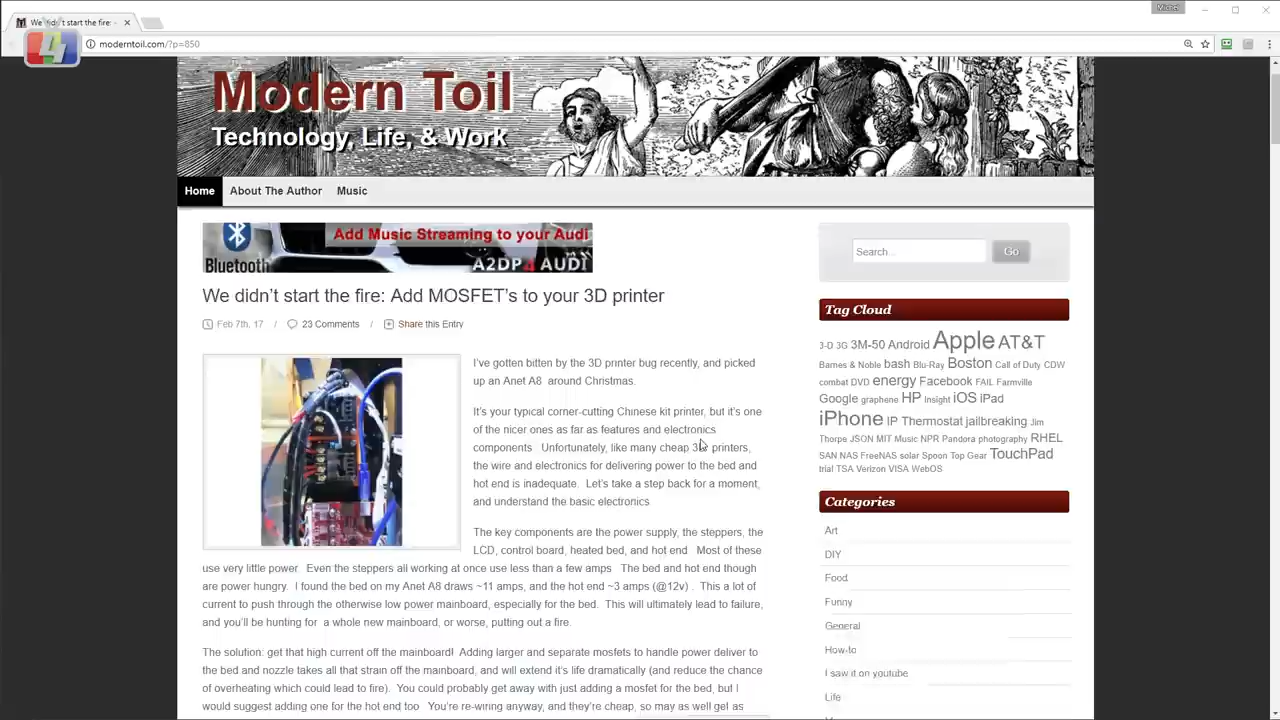 Michel
We didn't start the fire: -
4
moderntoil.com/?p=850
Modern Toil
Technology, Life, & Work
Home About The Author Music
Add Music Streaming to your Audi
Bluetooth A2DP 4 AUDI
Search... Go
We didn't start the fire: Add MOSFET's to your 3D printer
Feb 7th, 17 / 23 Comments / Share this Entry
I've gotten bitten by the 3D printer bug recently, and picked
up an Anet A8 around Christmas.
It's your typical corner-cutting Chinese kit printer, but it's one
of the nicer ones as far as features and electronics
components Unfortunately, like many cheap 3D printers,
the wire and electronics for delivering power to the bed and
hot end is inadequate. Let's take a step back for a moment,
and understand the basic electronics
The key components are the power supply, the steppers, the
LCD, control board, heated bed, and hot end Most of these
use very little power Even the steppers all working at once use less than a few amps The bed and hot end though
are power hungry. I found the bed on my Anet A8 draws ~11 amps, and the hot end ~3 amps (@12v) . This a lot of
current to push through the otherwise low power mainboard, especially for the bed. This will ultimately lead to failure,
and you'll be hunting for a whole new mainboard, or worse, putting out a fire.
The solution: get that high current off the mainboard! Adding larger and separate mosfets to handle power deliver to
the bed and nozzle takes all that strain off the mainboard, and will extend it's life dramatically (and reduce the chance
of overheating which could lead to fire). You could probably get away with just adding a mosfet for the bed, but I
would suggest adding one for the hot end too You're re-wiring anyway, and they're cheap, so may as well get as
Tag Cloud
3-D 3G 3M-50 Android Apple AT&T
Barnes & Noble bash Blu-Ray Boston Call of Duty CDW
combat DVD energy Facebook FAIL Farmville
Google graphene HP Insight iOS iPad
iPhone IP Thermostat jailbreaking Jim
Thorpe JSON MIT Music NPR Pandora photography RHEL
SAN NAS FreeNAS solar Spoon Top Gear TouchPad
trial TSA Verizon VISA WebOS
Categories
Art
DIY
Food
Funny
General
How-to
I saw it on youtube
Life